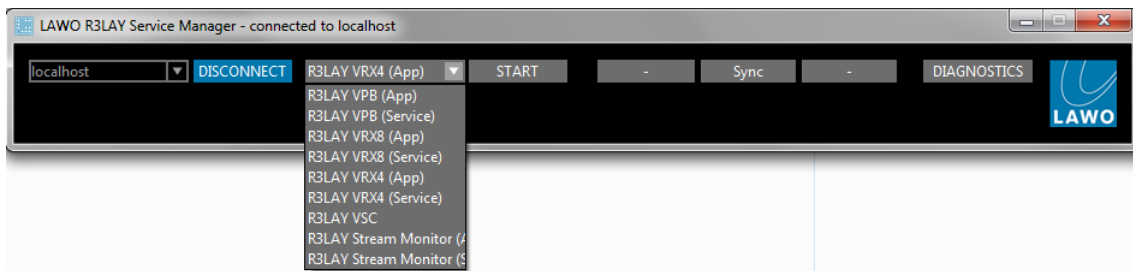 LAWO R3LAY Service Manager - connected to localhost
localhost DISCONNECT R3LAY VRX4 (App) START - Sync - DIAGNOSTICS
R3LAY VPB (App)
R3LAY VPB (Service)
R3LAY VRX8 (App)
R3LAY VRX8 (Service)
R3LAY VRX4 (App)
R3LAY VRX4 (Service)
R3LAY VSC
R3LAY Stream Monitor (A
R3LAY Stream Monitor (S
LAWO